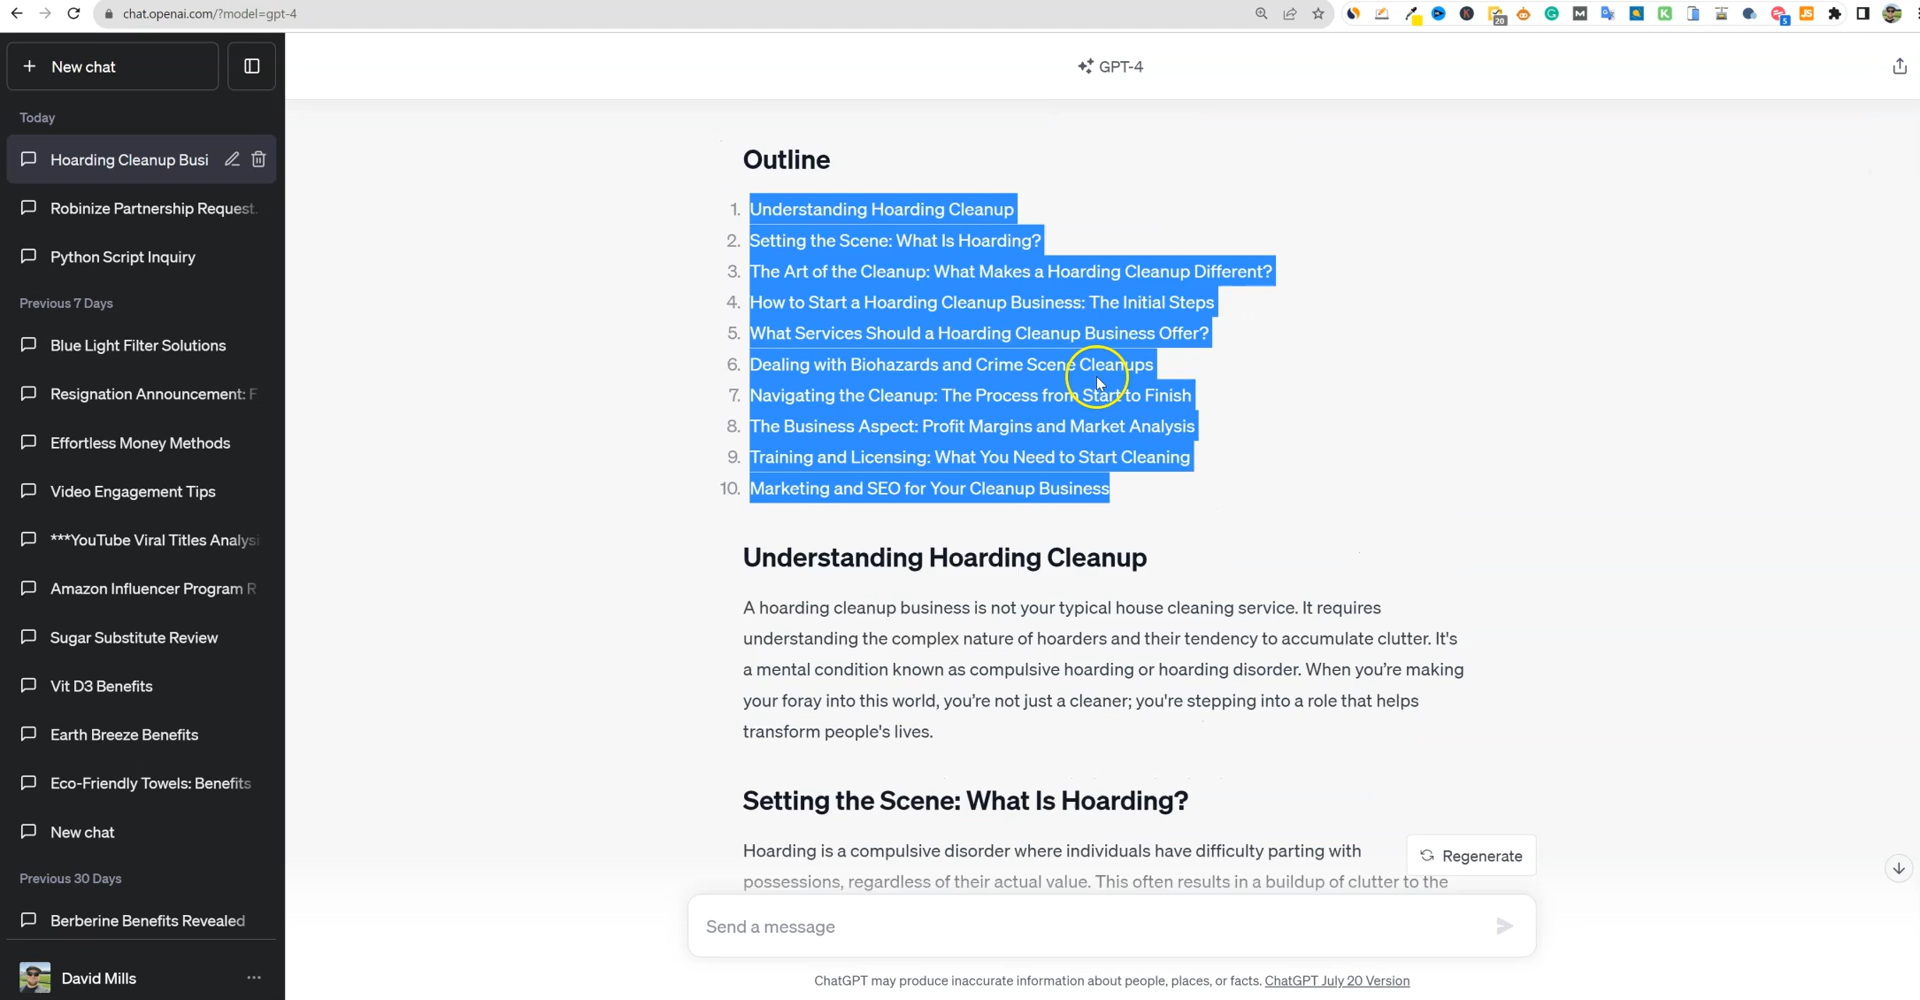 chat.openai.com/?model=gpt-4
20
5
JS
New chat
GPT-4
Today
Hoarding Cleanup Busi
Robinize Partnership Request.
Python Script Inquiry
Previous 7 Days
Blue Light Filter Solutions
Resignation Announcement: F
Effortless Money Methods
Video Engagement Tips
***YouTube Viral Titles Analysi
Amazon Influencer Program R
Sugar Substitute Review
Vit D3 Benefits
Earth Breeze Benefits
Eco-Friendly Towels: Benefits
New chat
Previous 30 Days
Berberine Benefits Revealed
David Mills
Outline
1. Understanding Hoarding Cleanup
2. Setting the Scene: What Is Hoarding?
3. The Art of the Cleanup: What Makes a Hoarding Cleanup Different?
4. How to Start a Hoarding Cleanup Business: The Initial Steps
5. What Services Should a Hoarding Cleanup Business Offer?
6. Dealing with Biohazards and Crime Scene Cleanups
7. Navigating the Cleanup: The Process from Start to Finish
8. The Business Aspect: Profit Margins and Market Analysis
9. Training and Licensing: What You Need to Start Cleaning
10. Marketing and SEO for Your Cleanup Business
Understanding Hoarding Cleanup
A hoarding cleanup business is not your typical house cleaning service. It requires
understanding the complex nature of hoarders and their tendency to accumulate clutter. It's
a mental condition known as compulsive hoarding or hoarding disorder. When you’re making
your foray into this world, you’re not just a cleaner; you're stepping into a role that helps
transform people's lives.
Setting the Scene: What Is Hoarding?
Hoarding is a compulsive disorder where individuals have difficulty parting with
possessions, regardless of their actual value. This often results in a buildup of clutter to the
Regenerate
Send a message
ChatGPT may produce inaccurate information about people, places, or facts. ChatGPT July 20 Version